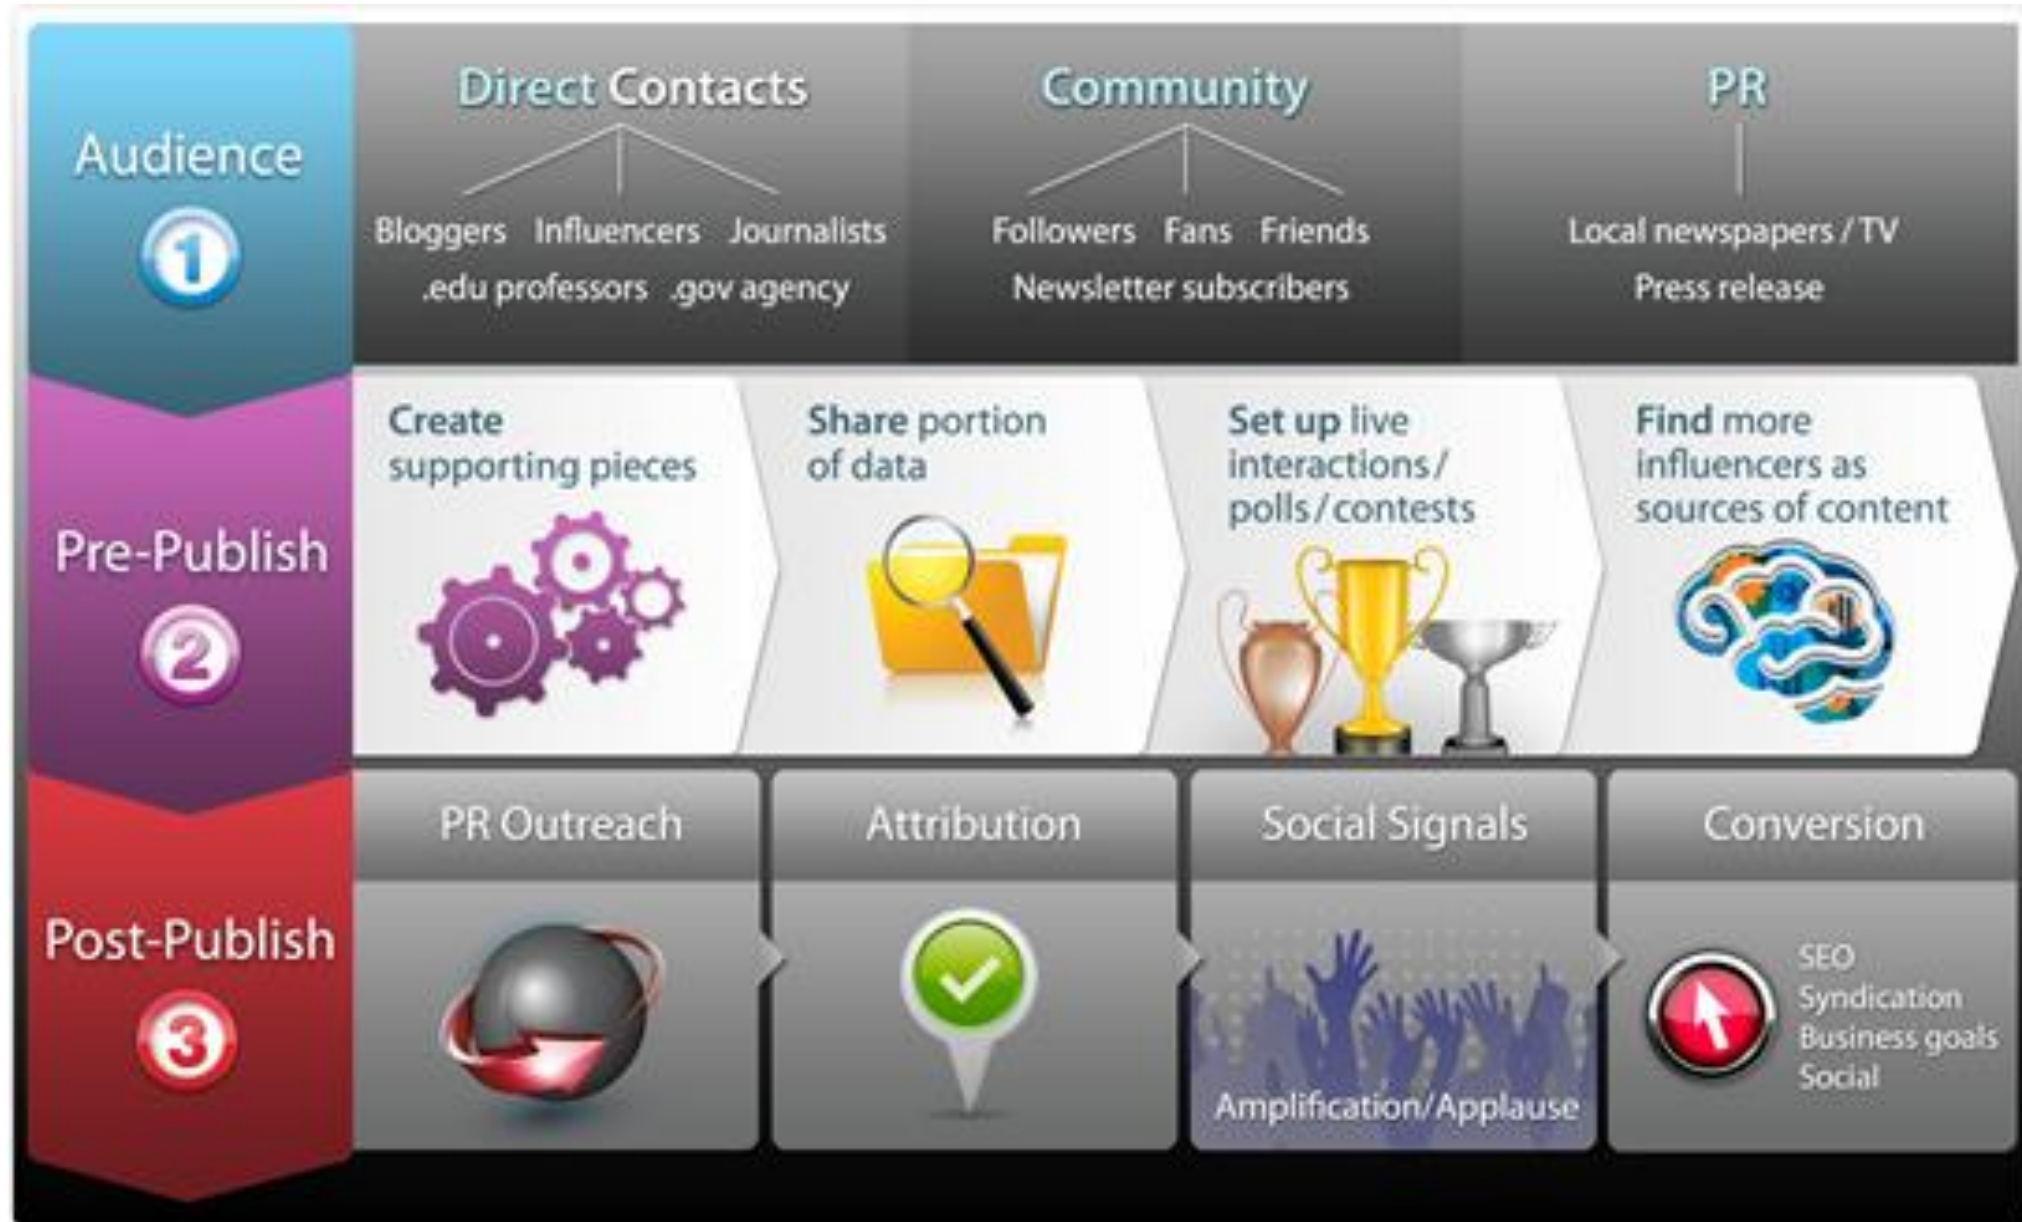 Audience
1
Direct Contacts
Bloggers Influencers Journalists
.edu professors .gov agency
Community
Followers Fans Friends
Newsletter subscribers
PR
Local newspapers / TV
Press release
Pre-Publish
2
Create
supporting pieces
Share portion
of data
Set up live
interactions /
polls / contests
Find more
influencers as
sources of content
Post-Publish
3
PR Outreach
Attribution
Social Signals
Amplification/Applause
Conversion
SEO
Syndication
Business goals
Social